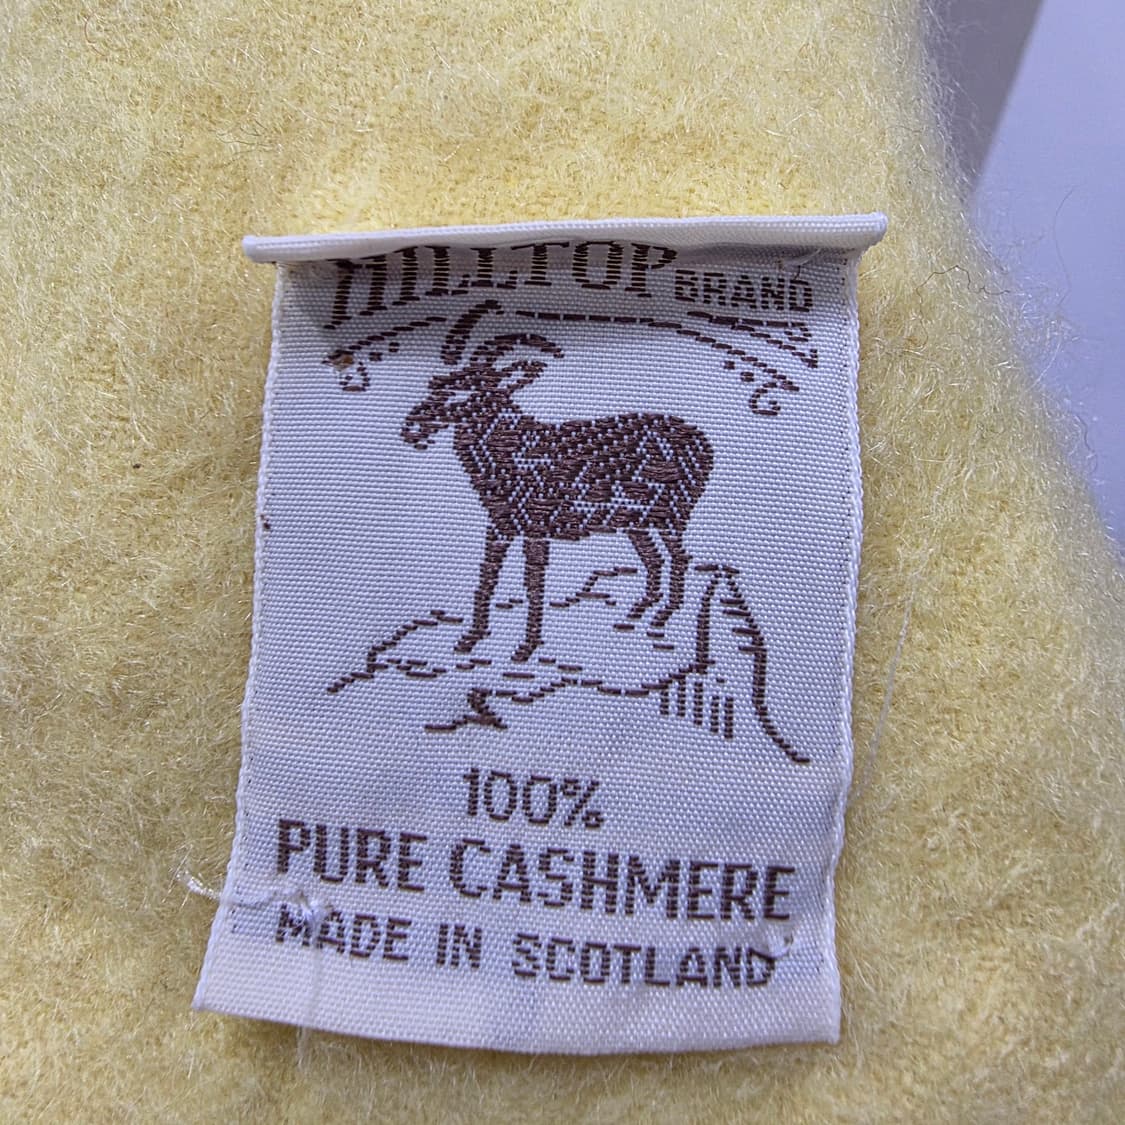 HILLTOP BRAND
100%
PURE CASHMERE
MADE IN SCOTLAND